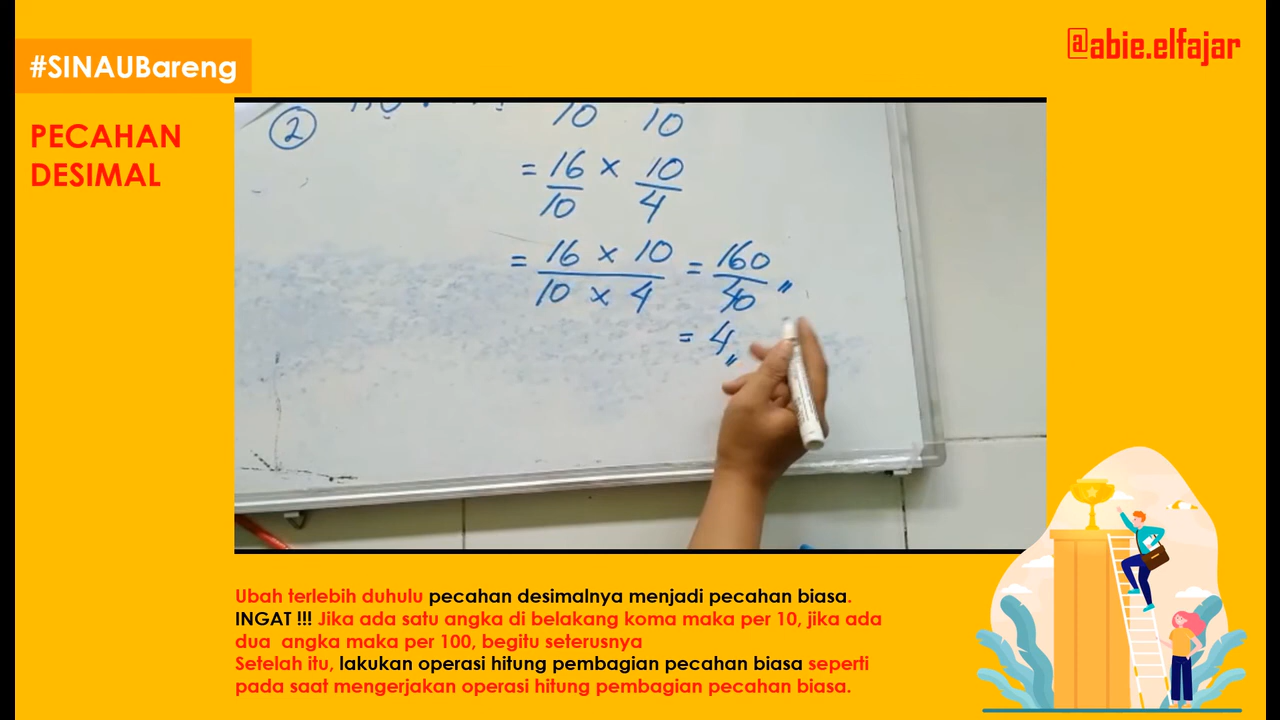 #SINAUBareng
@abie.elfajar
PECAHAN
DESIMAL
2
10 10
= 16/10 × 10/4
= 16 × 10 / 10 × 4 = 160/40 〃
= 4 〃
Ubah terlebih duhulu pecahan desimalnya menjadi pecahan biasa.
INGAT !!! Jika ada satu angka di belakang koma maka per 10, jika ada
dua angka maka per 100, begitu seterusnya
Setelah itu, lakukan operasi hitung pembagian pecahan biasa seperti
pada saat mengerjakan operasi hitung pembagian pecahan biasa.